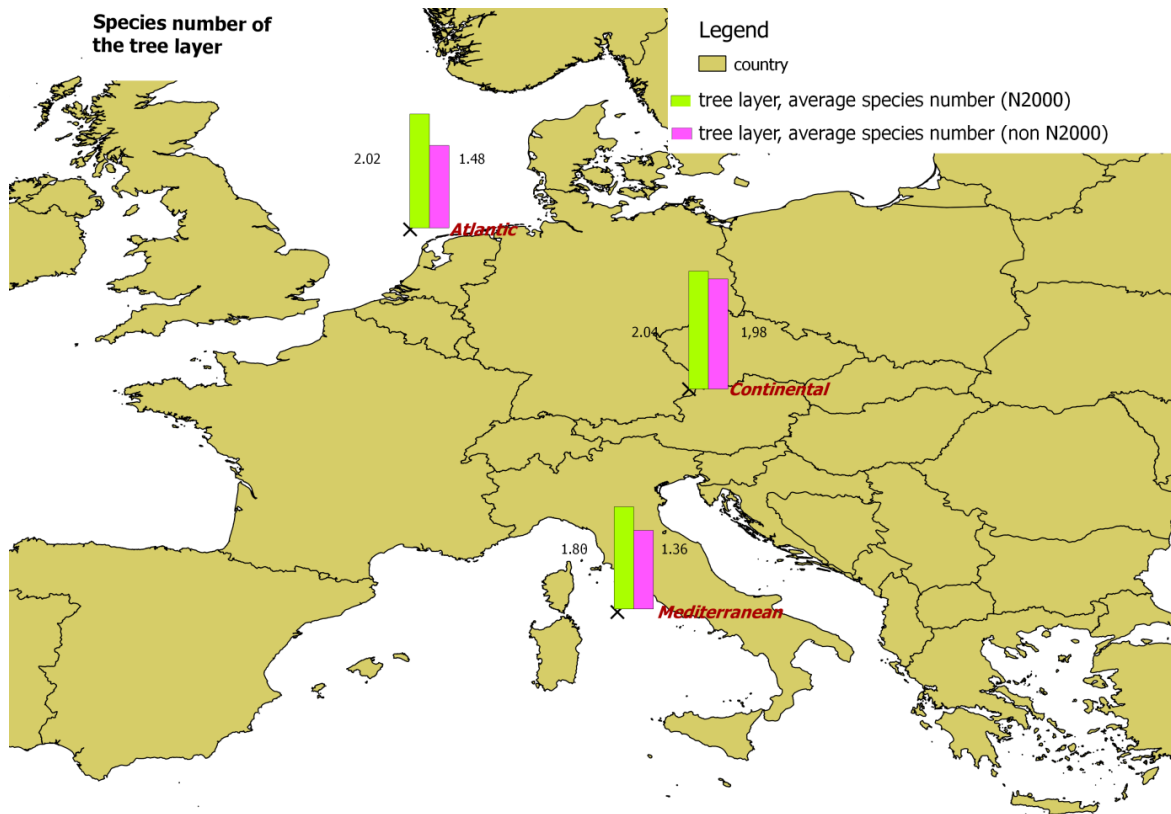 Species number of
the tree layer
Legend
country
tree layer, average species number (N2000)
tree layer, average species number (non N2000)
2.02
1.48
Atlantic
2.04
1,98
Continental
1.80
1.36
Mediterranean